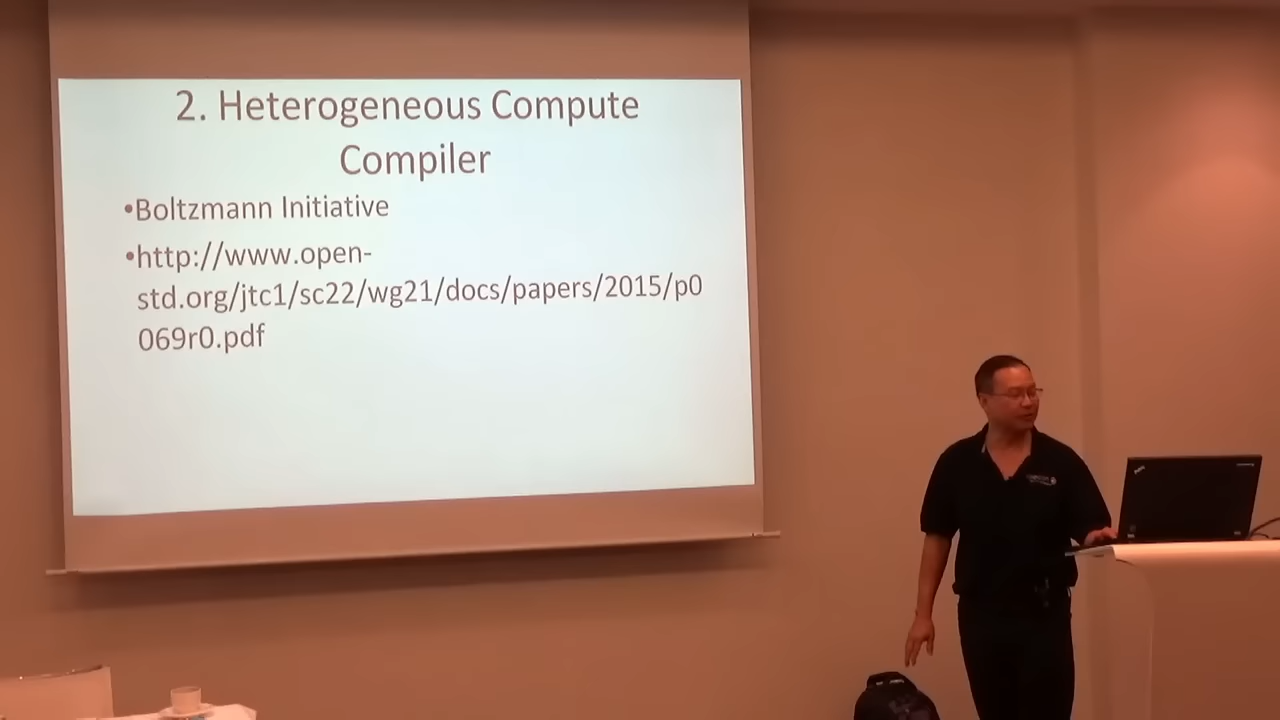 2. Heterogeneous Compute
Compiler
•Boltzmann Initiative
•http://www.open-
std.org/jtc1/sc22/wg21/docs/papers/2015/p0
069r0.pdf